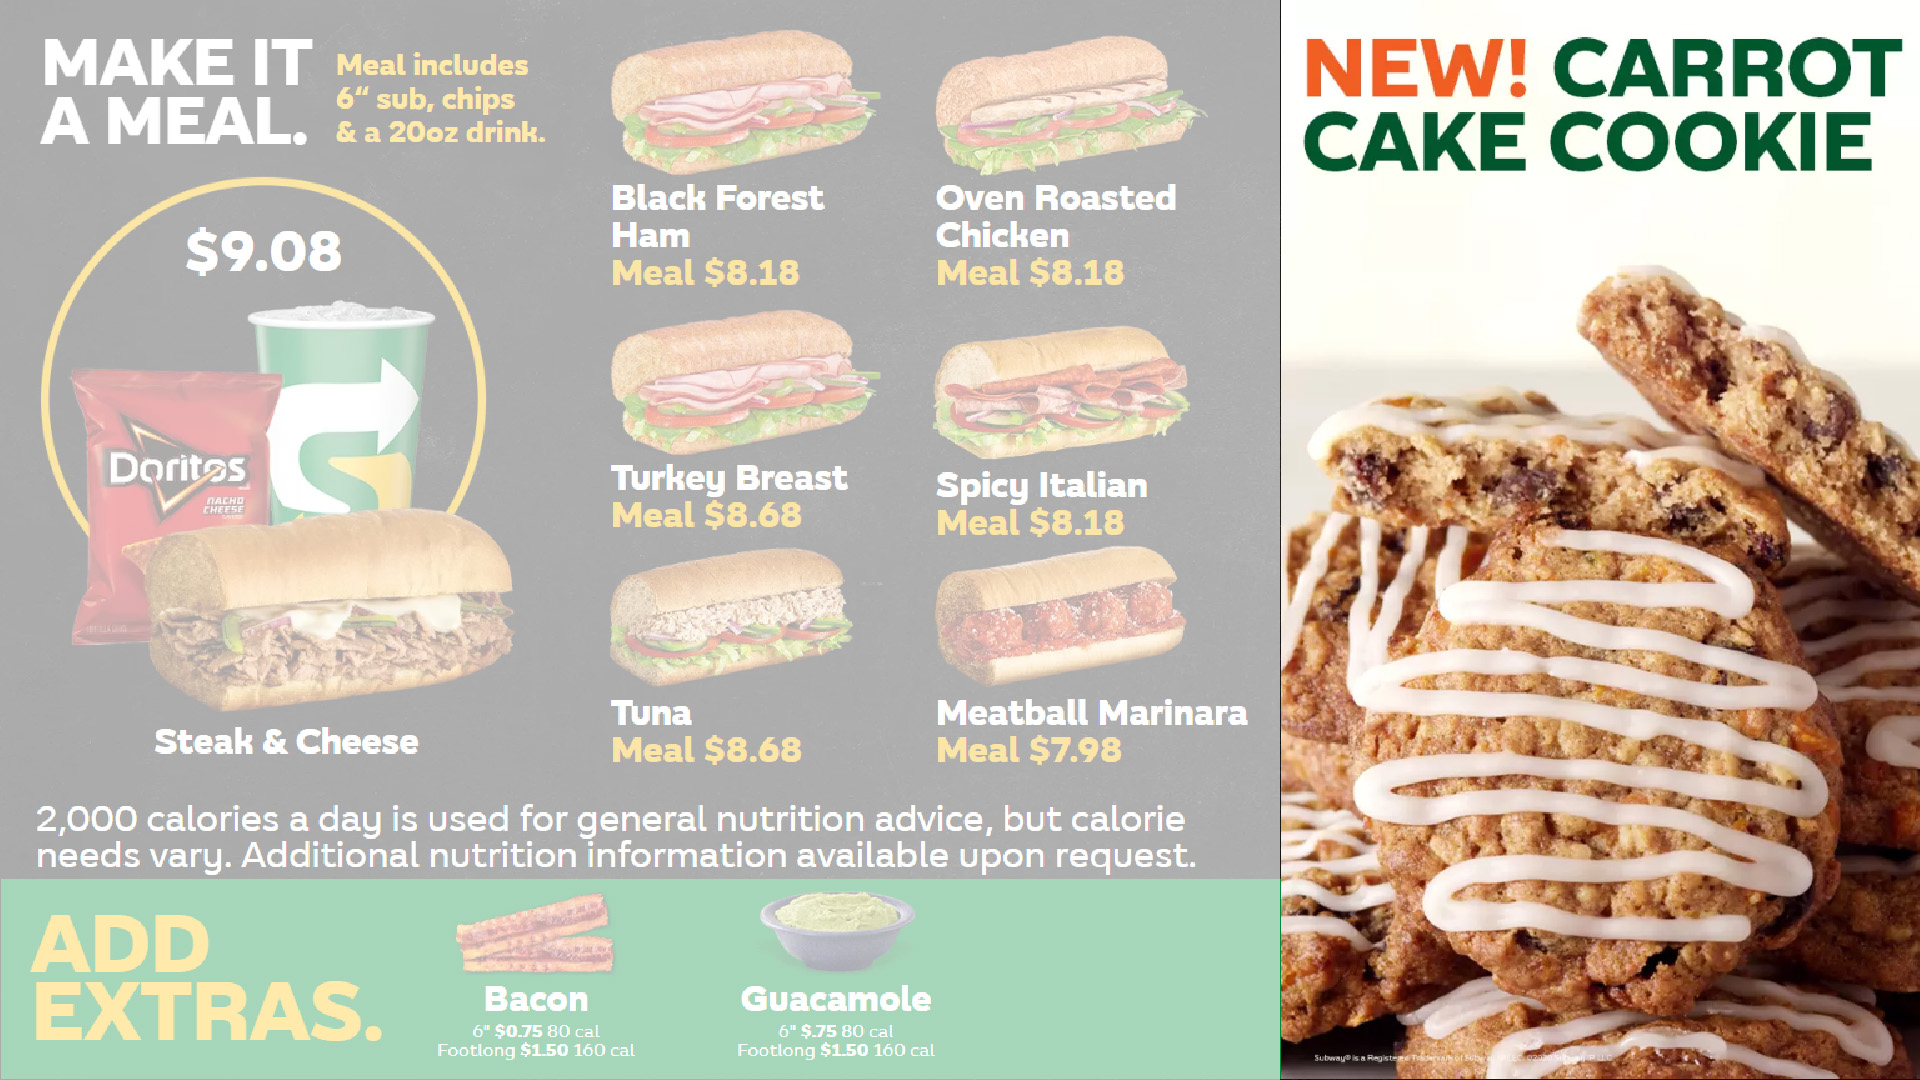 MAKE IT
A MEAL.
Meal includes
6“ sub, chips
& a 20oz drink.
$9.08
Doritos
NACHO
CHEESE
Steak & Cheese
Black Forest
Ham
Meal $8.18
Oven Roasted
Chicken
Meal $8.18
Turkey Breast
Meal $8.68
Spicy Italian
Meal $8.18
Tuna
Meal $8.68
Meatball Marinara
Meal $7.98
2,000 calories a day is used for general nutrition advice, but calorie
needs vary. Additional nutrition information available upon request.
ADD
EXTRAS.
Bacon
6" $0.75 80 cal
Footlong $1.50 160 cal
Guacamole
6" $.75 80 cal
Footlong $1.50 160 cal
NEW! CARROT
CAKE COOKIE
Subway® is a Registered Trademark of